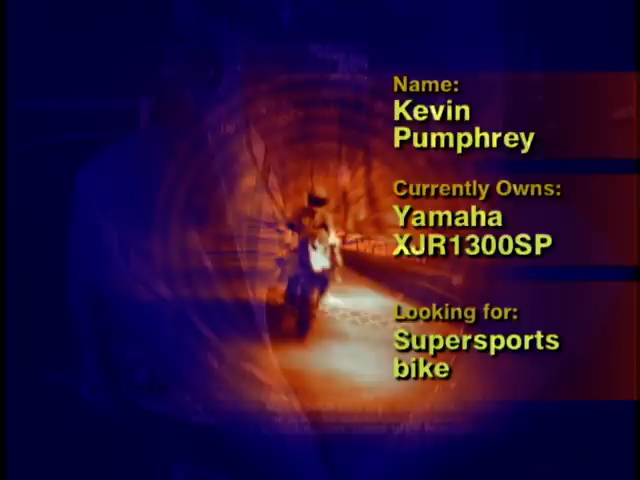 Name:
Kevin
Pumphrey
Currently Owns:
Yamaha
XJR1300SP
Looking for:
Supersports
bike